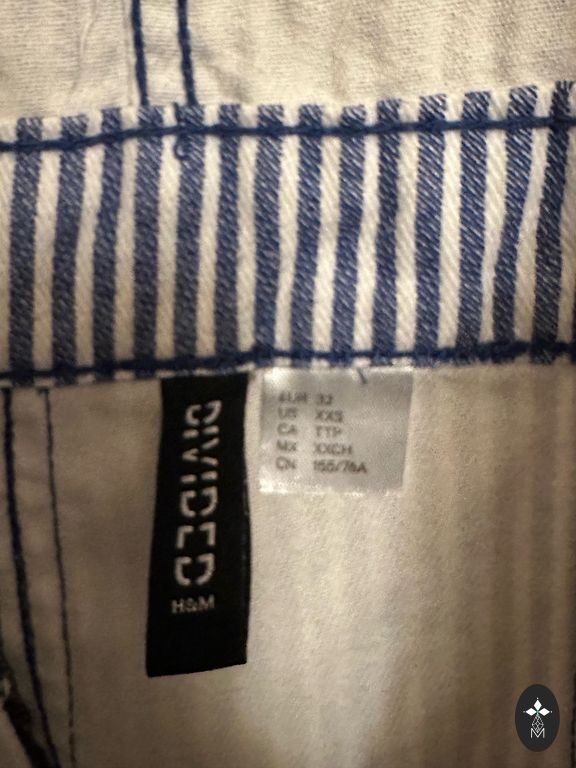 DIVIDED
H&M
EUR 32
US XXS
CA TTP
MX XXCH
CN 155/76A
M